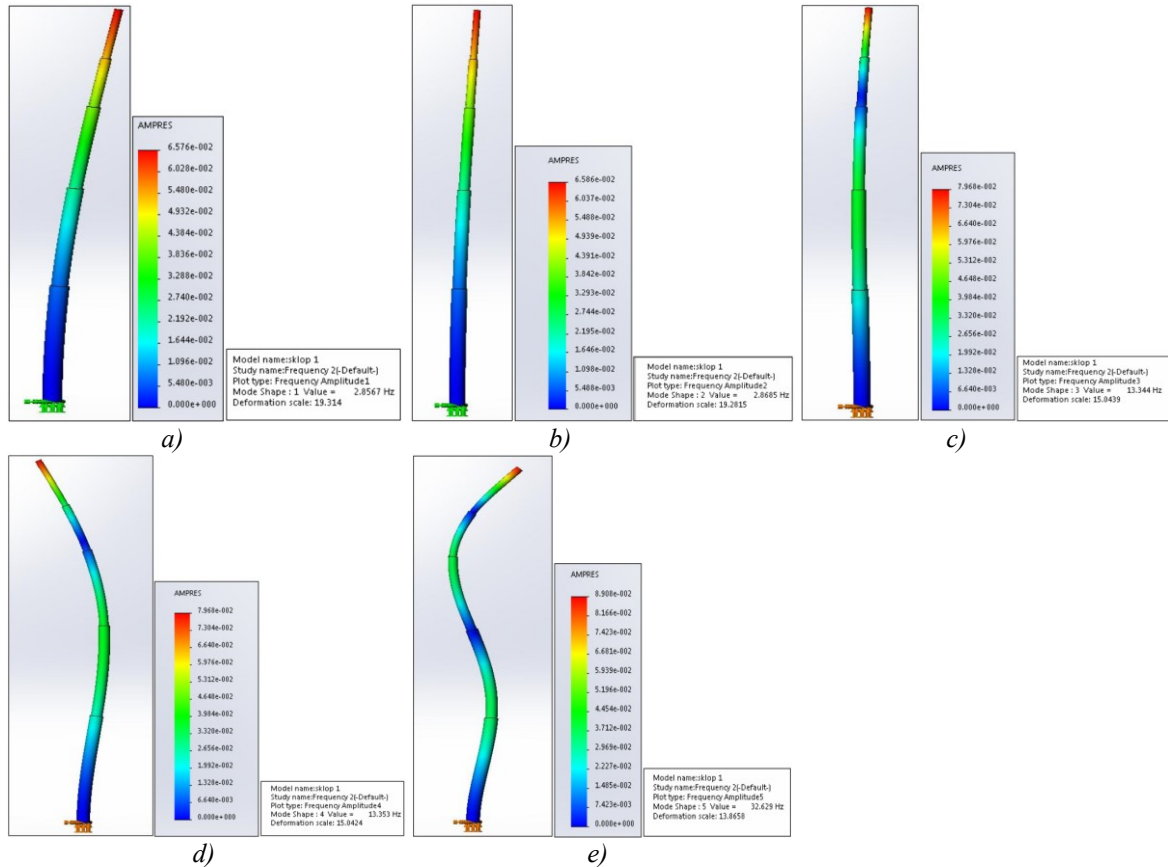 AMPRES
6.576e-002
6.028e-002
5.480e-002
4.932e-002
4.384e-002
3.836e-002
3.288e-002
2.740e-002
2.192e-002
1.644e-002
1.096e-002
5.480e-003
0.000e+000
Model name:sklop 1
Study name:Frequency 2(-Default-)
Plot type: Frequency Amplitude1
Mode Shape : 1 Value = 2.8567 Hz
Deformation scale: 19.314
a)
AMPRES
6.586e-002
6.037e-002
5.488e-002
4.939e-002
4.391e-002
3.842e-002
3.293e-002
2.744e-002
2.195e-002
1.646e-002
1.098e-002
5.488e-003
0.000e+000
Model name:sklop 1
Study name:Frequency 2(-Default-)
Plot type: Frequency Amplitude2
Mode Shape : 2 Value = 2.8685 Hz
Deformation scale: 19.2815
b)
AMPRES
7.968e-002
7.304e-002
6.640e-002
5.976e-002
5.312e-002
4.648e-002
3.984e-002
3.320e-002
2.656e-002
1.992e-002
1.328e-002
6.640e-003
0.000e+000
Model name:sklop 1
Study name:Frequency 2(-Default-)
Plot type: Frequency Amplitude3
Mode Shape : 3 Value = 13.344 Hz
Deformation scale: 15.0439
c)
AMPRES
7.968e-002
7.304e-002
6.640e-002
5.976e-002
5.312e-002
4.648e-002
3.984e-002
3.320e-002
2.656e-002
1.992e-002
1.328e-002
6.640e-003
0.000e+000
Model name:sklop 1
Study name:Frequency 2(-Default-)
Plot type: Frequency Amplitude4
Mode Shape : 4 Value = 13.353 Hz
Deformation scale: 15.0424
d)
AMPRES
8.908e-002
8.166e-002
7.423e-002
6.681e-002
5.939e-002
5.196e-002
4.454e-002
3.712e-002
2.969e-002
2.227e-002
1.485e-002
7.423e-003
0.000e+000
Model name:sklop 1
Study name:Frequency 2(-Default-)
Plot type: Frequency Amplitude5
Mode Shape : 5 Value = 32.629 Hz
Deformation scale: 13.8658
e)